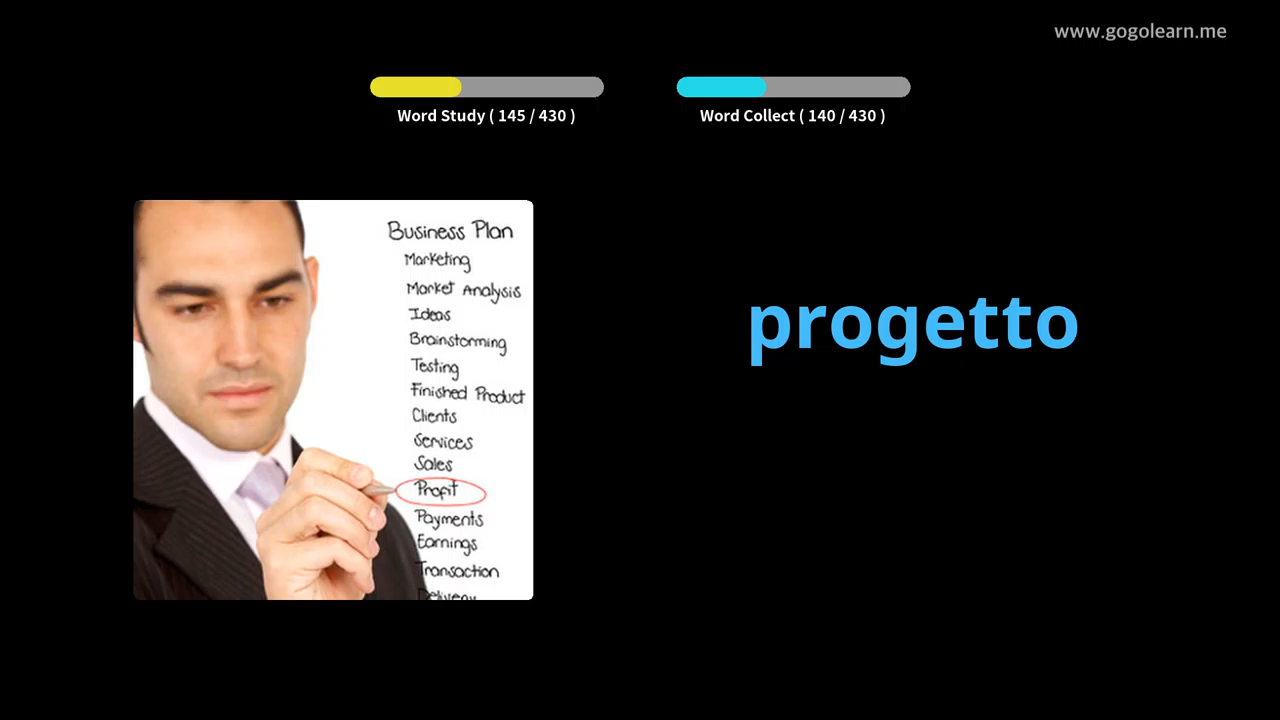 www.gogolearn.me
Word Study ( 145 / 430 )
Word Collect ( 140 / 430 )
Business Plan
Marketing
Market Analysis
Ideas
Brainstorming
Testing
Finished Product
Clients
Services
Sales
Profit
Payments
Earnings
Transaction
Delivery
progetto